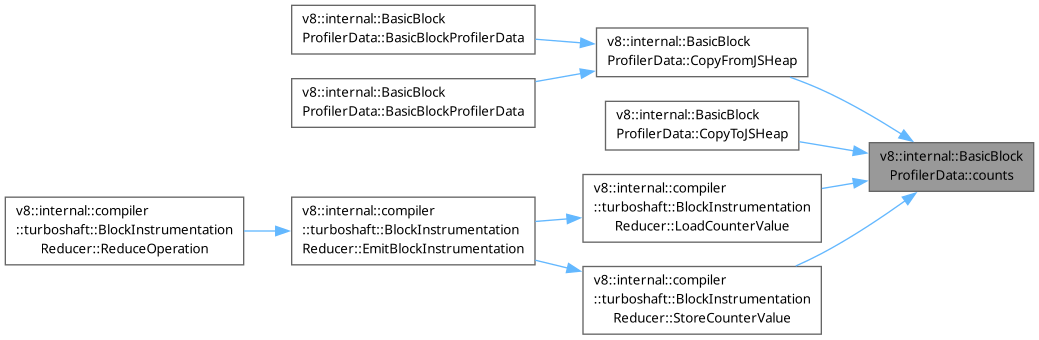 v8::internal::BasicBlock
ProfilerData::BasicBlockProfilerData
v8::internal::BasicBlock
ProfilerData::CopyFromJSHeap
v8::internal::BasicBlock
ProfilerData::BasicBlockProfilerData
v8::internal::BasicBlock
ProfilerData::CopyToJSHeap
v8::internal::BasicBlock
ProfilerData::counts
v8::internal::compiler
::turboshaft::BlockInstrumentation
Reducer::LoadCounterValue
v8::internal::compiler
::turboshaft::BlockInstrumentation
Reducer::ReduceOperation
v8::internal::compiler
::turboshaft::BlockInstrumentation
Reducer::EmitBlockInstrumentation
v8::internal::compiler
::turboshaft::BlockInstrumentation
Reducer::StoreCounterValue